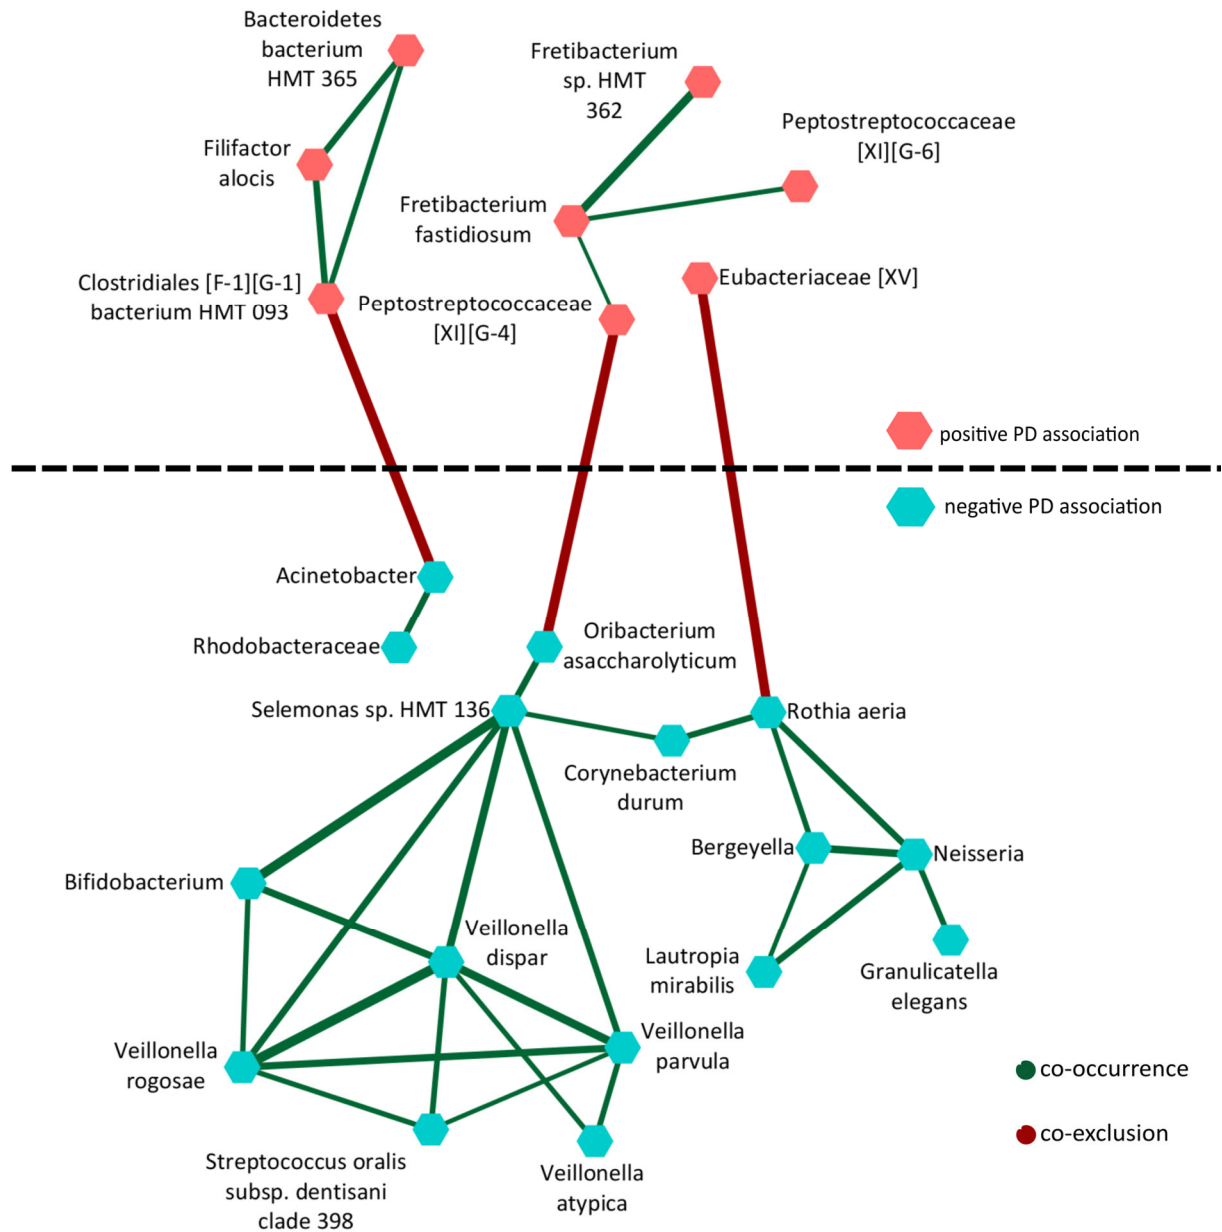 Bacteroidetes
bacterium
HMT 365
Fretibacterium
sp. HMT
362
Peptostreptococcaceae
[XI][G-6]
Filifactor
alocis
Fretibacterium
fastidiosum
Clostridiales [F-1][G-1]
bacterium HMT 093
Peptostreptococcaceae
[XI][G-4]
Eubacteriaceae [XV]
positive PD association
negative PD association
Acinetobacter
Rhodobacteraceae
Oribacterium
asaccharolyticum
Selemonas sp. HMT 136
Rothia aeria
Corynebacterium
durum
Bergeyella
Neisseria
Bifidobacterium
Veillonella
dispar
Lautropia
mirabilis
Granulicatella
elegans
Veillonella
rogosae
Veillonella
parvula
co-occurrence
co-exclusion
Streptococcus oralis
subsp. dentisani
clade 398
Veillonella
atypica